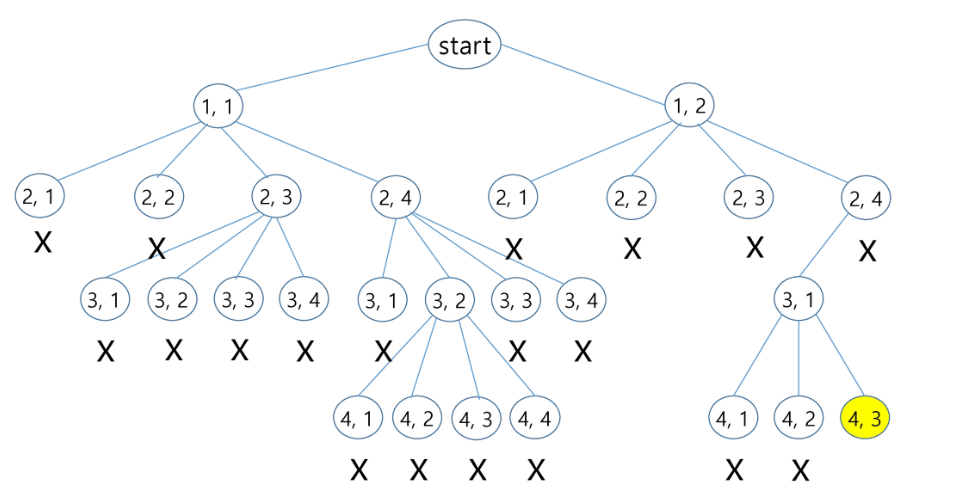 start
1, 1 1, 2
2, 1 2, 2 2, 3 2, 4 2, 1 2, 2 2, 3 2, 4
X X X X X X
3, 1 3, 2 3, 3 3, 4 3, 1 3, 2 3, 3 3, 4 3, 1
X X X X X X X
4, 1 4, 2 4, 3 4, 4 4, 1 4, 2 4, 3
X X X X X X